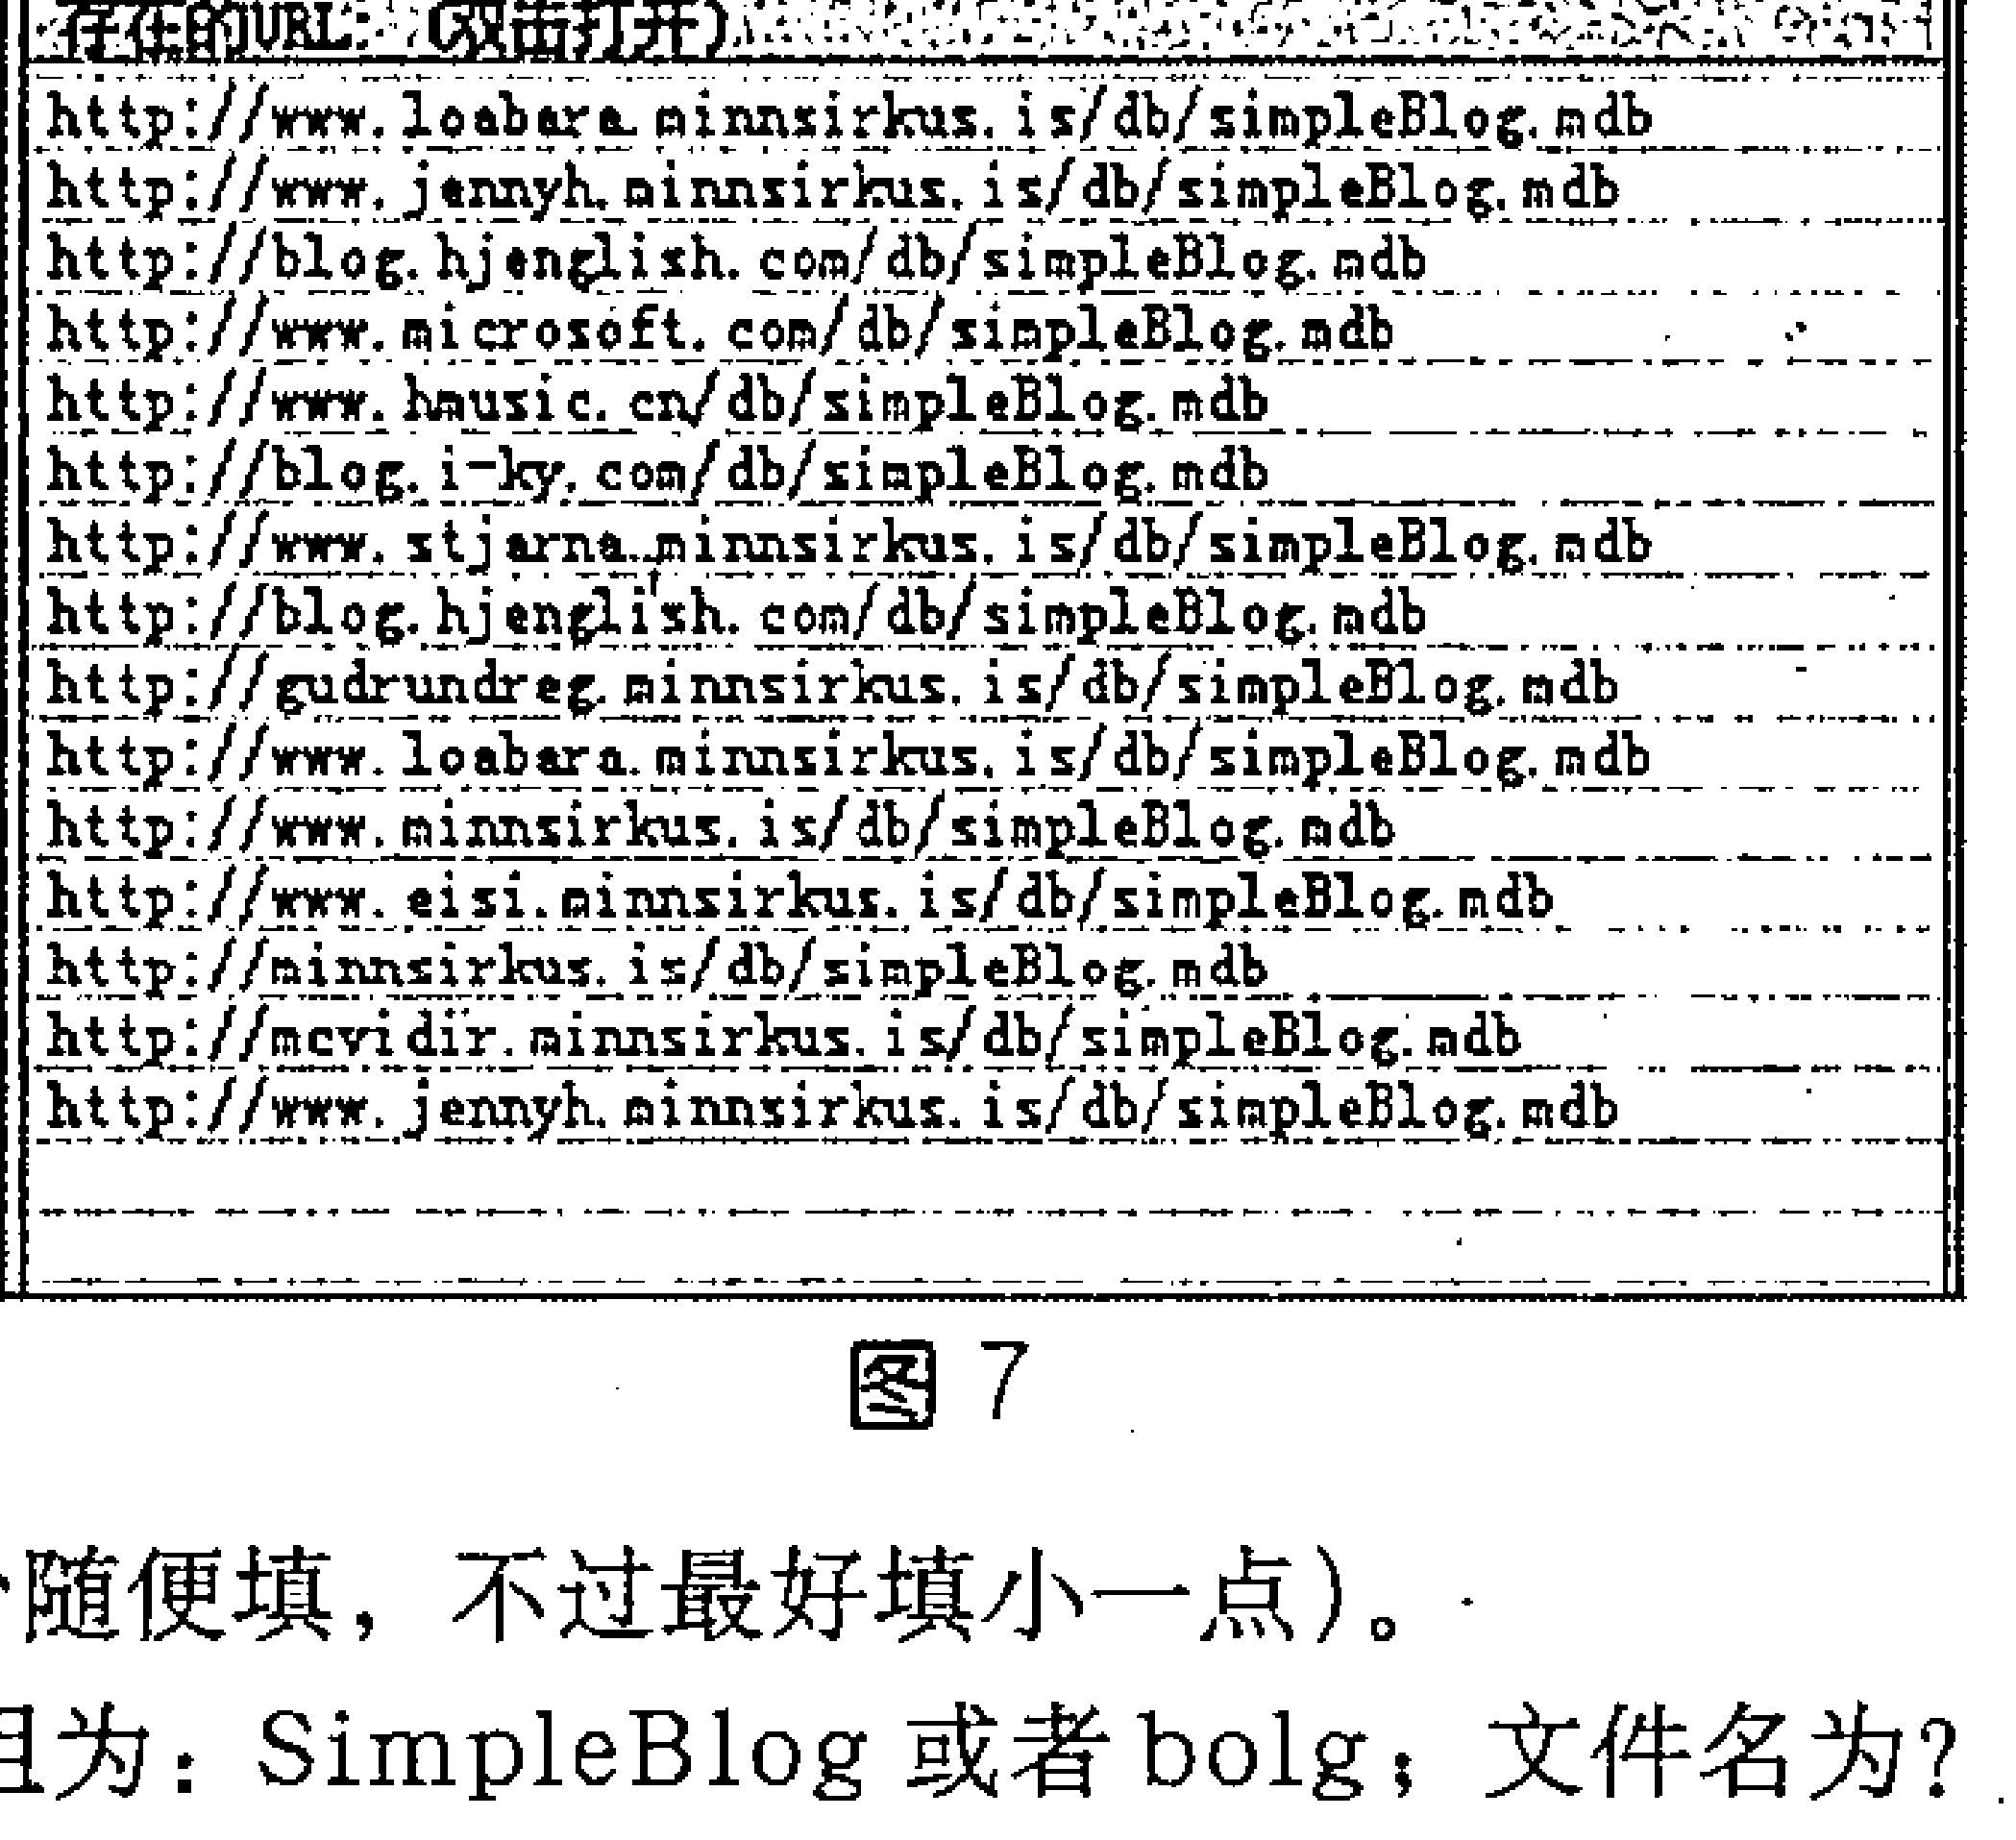 存在的URL: (双击打开)
http://www.loabara.minnsirkus.is/db/simpleBlog.mdb
http://www.jennyh.minnsirkus.is/db/simpleBlog.mdb
http://blog.hjenglish.com/db/simpleBlog.mdb
http://www.microsoft.com/db/simpleBlog.mdb
http://www.hmusic.cn/db/simpleBlog.mdb
http://blog.i-ky.com/db/simpleBlog.mdb
http://www.stjarna.minnsirkus.is/db/simpleBlog.mdb
http://blog.hjenglish.com/db/simpleBlog.mdb
http://gudrundreg.minnsirkus.is/db/simpleBlog.mdb
http://www.loabara.minnsirkus.is/db/simpleBlog.mdb
http://www.minnsirkus.is/db/simpleBlog.mdb
http://www.eisi.minnsirkus.is/db/simpleBlog.mdb
http://minnsirkus.is/db/simpleBlog.mdb
http://mcvidir.minnsirkus.is/db/simpleBlog.mdb
http://www.jennyh.minnsirkus.is/db/simpleBlog.mdb
图 7
随便填，不过最好填小一点)。
为：SimpleBlog 或者 bolg；文件名为?